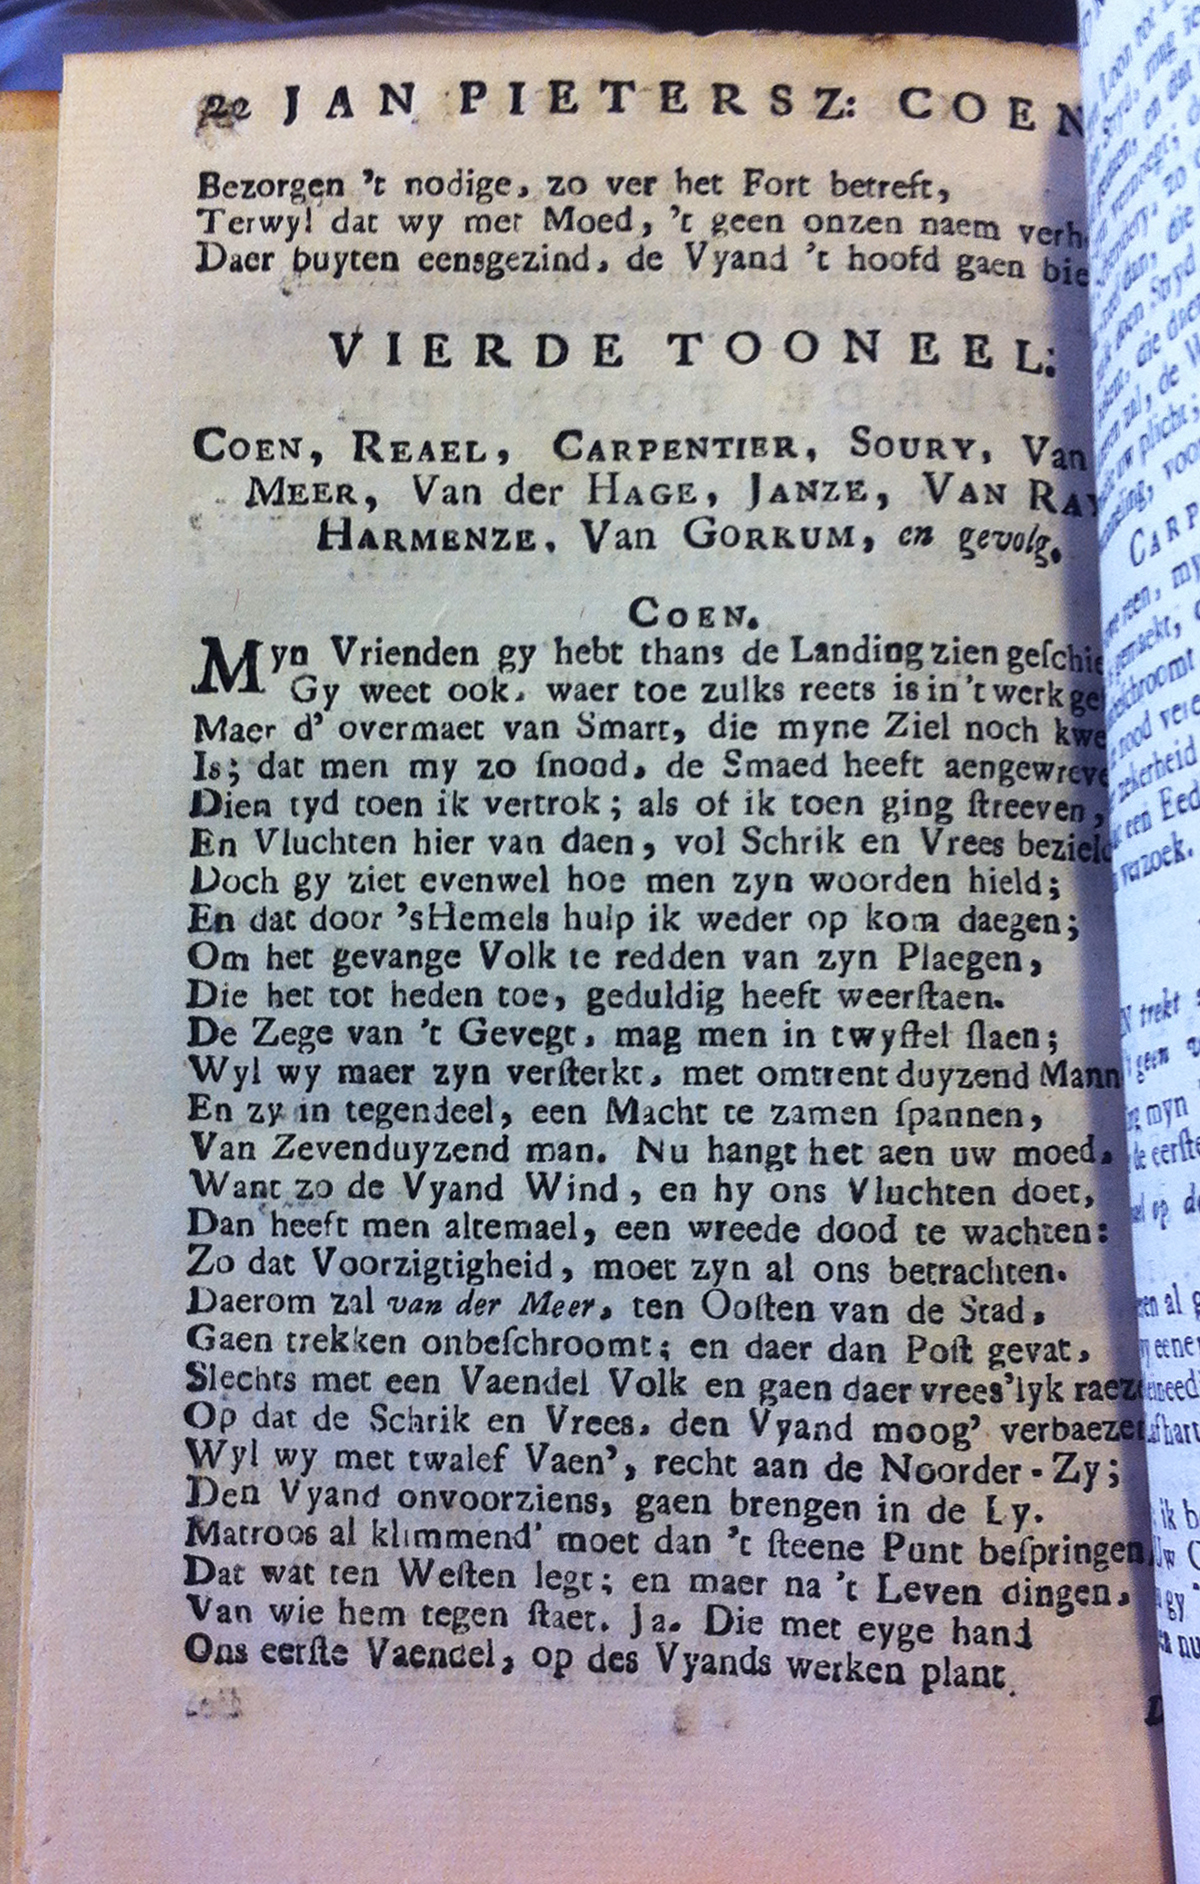 22 JAN PIETERSZ: COEN
Bezorgen 't nodige, zo ver het Fort betreft,
Terwyl dat wy met Moed, 't geen onzen naem verh
Daer buyten eensgezind, de Vyand 't hoofd gaen bie
VIERDE TOONEEL:
COEN, REAEL, CARPENTIER, SOURY, Van
MEER, Van der HAGE, JANZE, VAN RAY
HARMENZE, Van GORKUM, en gevolg.
COEN.
Myn Vrienden gy hebt thans de Landing zien geſchie
Gy weet ook, waer toe zulks reets is in 't werk ge
Maer d' overmaet van Smart, die myne Ziel noch kwe
Is; dat men my zo ſnood, de Smaed heeft aengewreve
Dien tyd toen ik vertrok; als of ik toen ging ſtreeven,
En Vluchten hier van daen, vol Schrik en Vrees bezield
Doch gy ziet evenwel hoe men zyn woorden hield;
En dat door 'sHemels hulp ik weder op kom daegen;
Om het gevange Volk te redden van zyn Plaegen,
Die het tot heden toe, geduldig heeft weerſtaen.
De Zege van 't Gevegt, mag men in twyffel ſlaen;
Wyl wy maer zyn verſterkt, met omtrent duyzend Mann
En zy in tegendeel, een Macht te zamen ſpannen,
Van Zevenduyzend man. Nu hangt het aen uw moed.
Want zo de Vyand Wind, en hy ons Vluchten doet,
Dan heeft men altemael, een wreede dood te wachten:
Zo dat Voorzigtigheid, moet zyn al ons betrachten.
Daerom zal van der Meer, ten Ooſten van de Stad,
Gaen trekken onbeſchroomt; en daer dan Poſt gevat,
Slechts met een Vaendel Volk en gaen daer vrees'lyk raeze
Op dat de Schrik en Vrees, den Vyand moog' verbaezen
Wyl wy met twalef Vaen', recht aan de Noorder-Zy;
Den Vyand onvoorziens, gaen brengen in de Ly.
Matroos al klimmend' moet dan 't ſteene Punt beſpringen
Dat wat ten Weſten legt; en maer na 't Leven dingen,
Van wie hem tegen ſtaet. Ja. Die met eyge hand
Ons eerſte Vaendel, op des Vyands werken plant